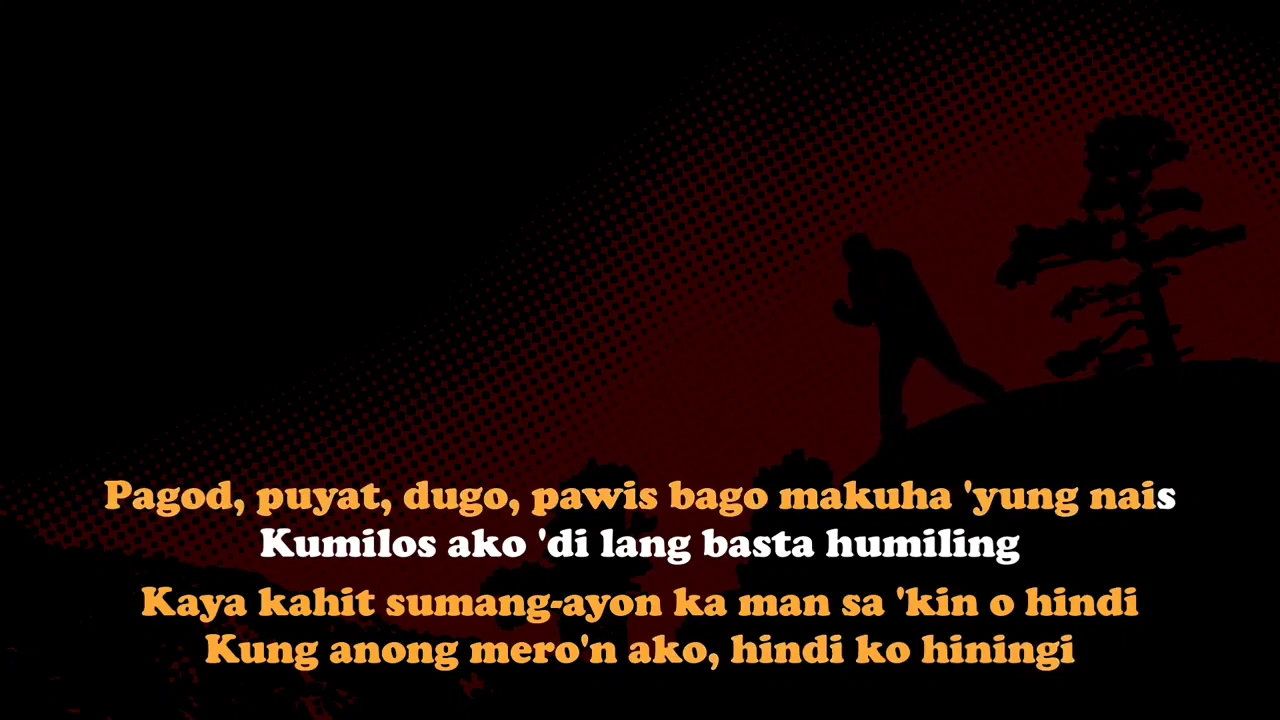 Pagod, puyat, dugo, pawis bago makuha 'yung nais
Kumilos ako 'di lang basta humiling
Kaya kahit sumang-ayon ka man sa 'kin o hindi
Kung anong mero'n ako, hindi ko hiningi